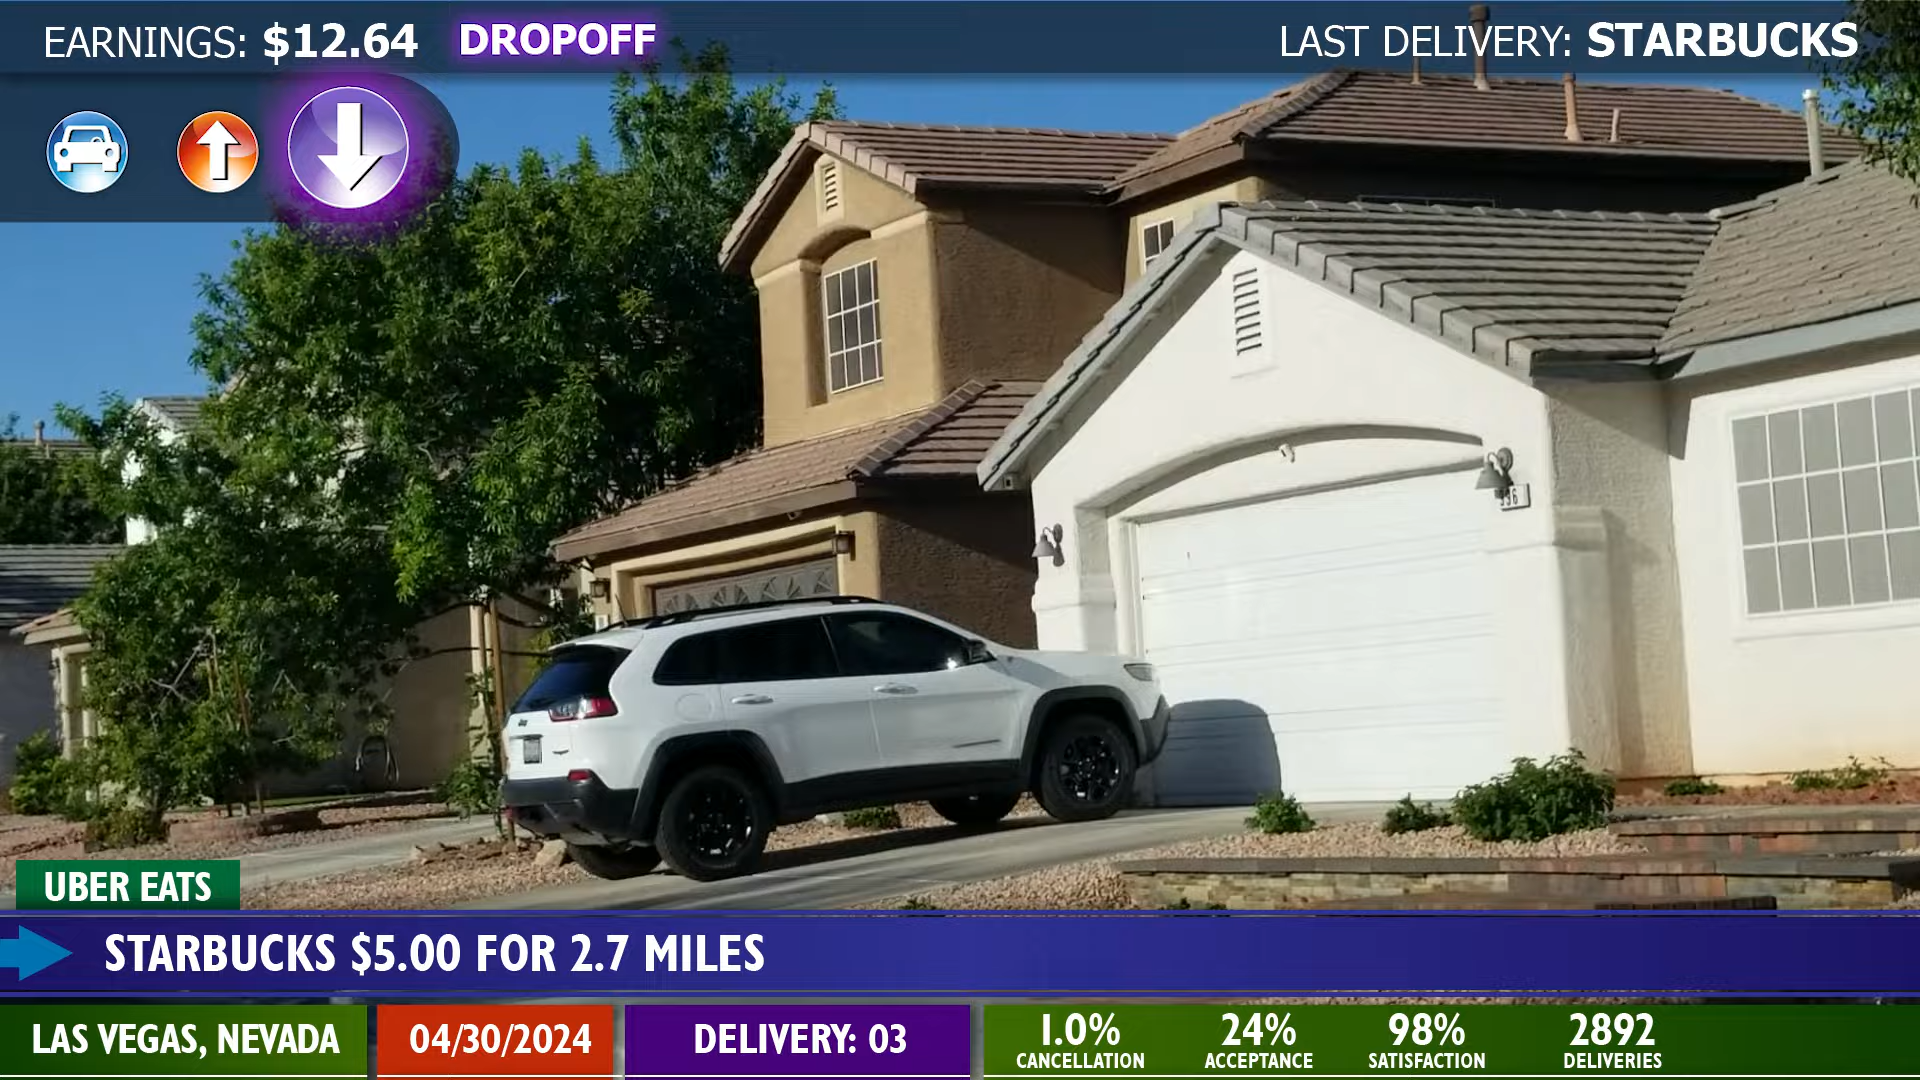 EARNINGS: $12.64 DROPOFF
LAST DELIVERY: STARBUCKS
UBER EATS
STARBUCKS $5.00 FOR 2.7 MILES
LAS VEGAS, NEVADA
04/30/2024
DELIVERY: 03
1.0%
CANCELLATION
24%
ACCEPTANCE
98%
SATISFACTION
2892
DELIVERIES